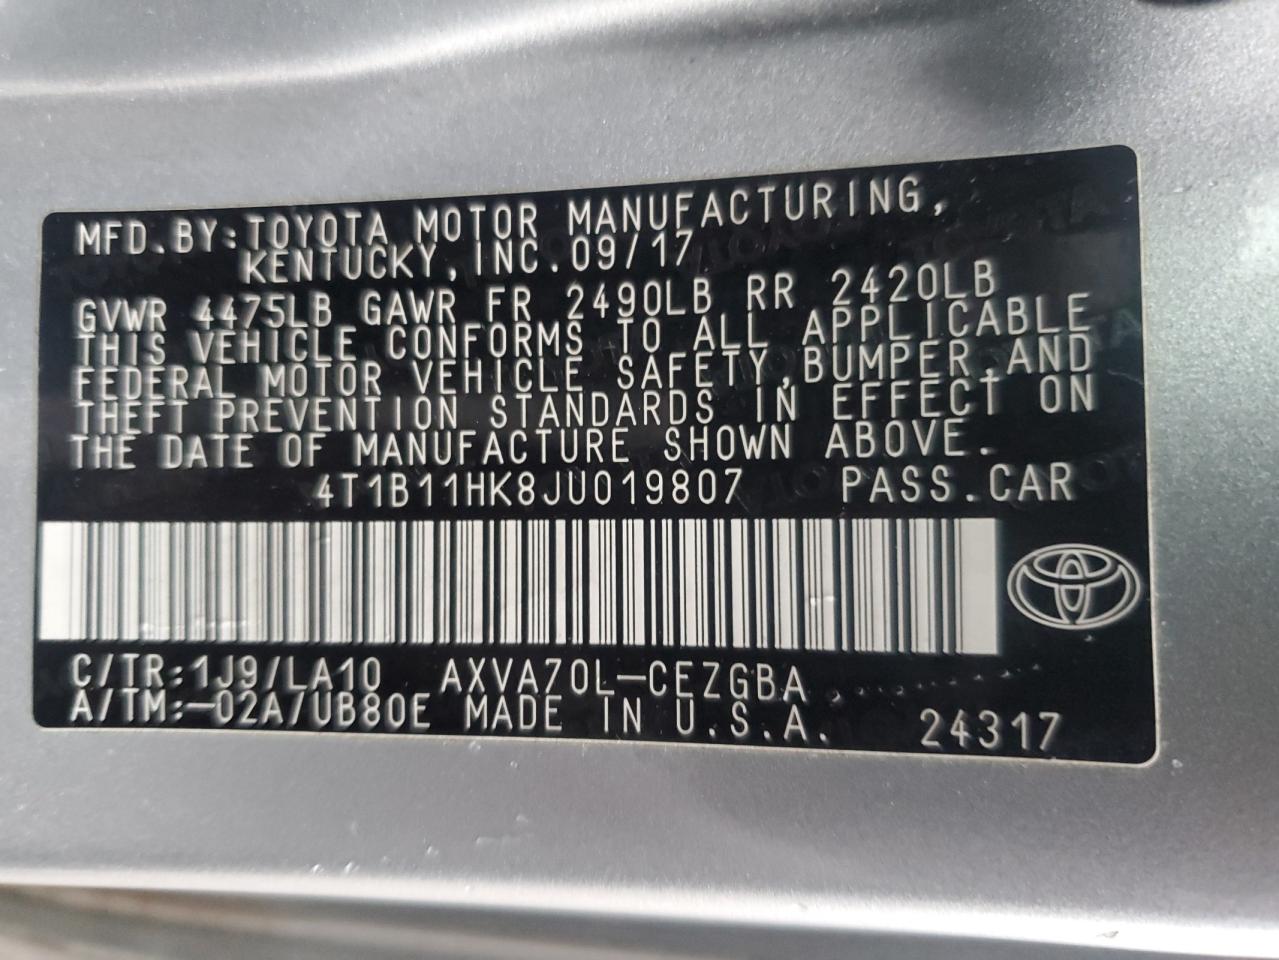 MFD.BY:TOYOTA MOTOR MANUFACTURING,
KENTUCKY,INC.09/17
GVWR 4475LB GAWR FR 2490LB RR 2420LB
THIS VEHICLE CONFORMS TO ALL APPLICABLE
FEDERAL MOTOR VEHICLE SAFETY,BUMPER,AND
THEFT PREVENTION STANDARDS IN EFFECT ON
THE DATE OF MANUFACTURE SHOWN ABOVE.
4T1B11HK8JU019807 PASS.CAR
C/TR:1J9/LA10 AXVA70L-CEZGBA
A/TM:-02A/UB80E MADE IN U.S.A. 24317